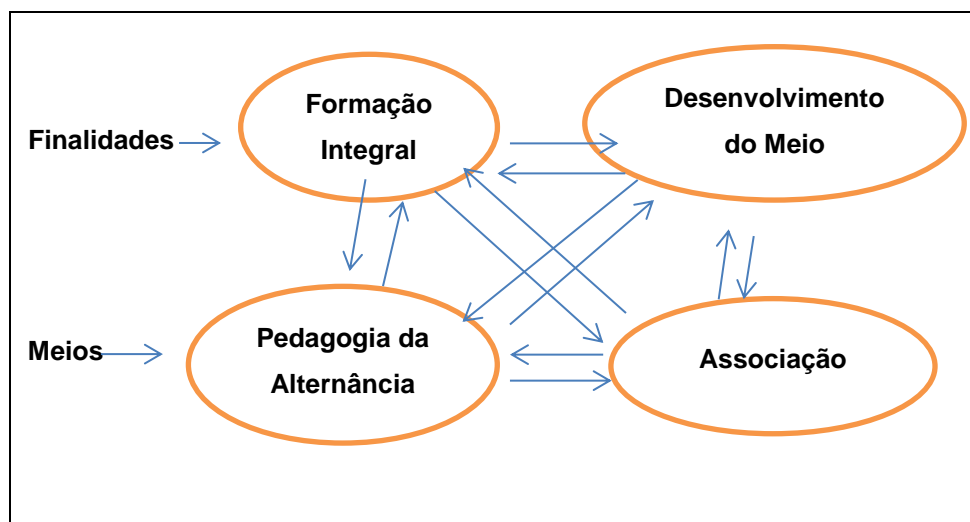 Formação
Integral
Desenvolvimento
do Meio
Finalidades
Pedagogia da
Alternância
Associação
Meios